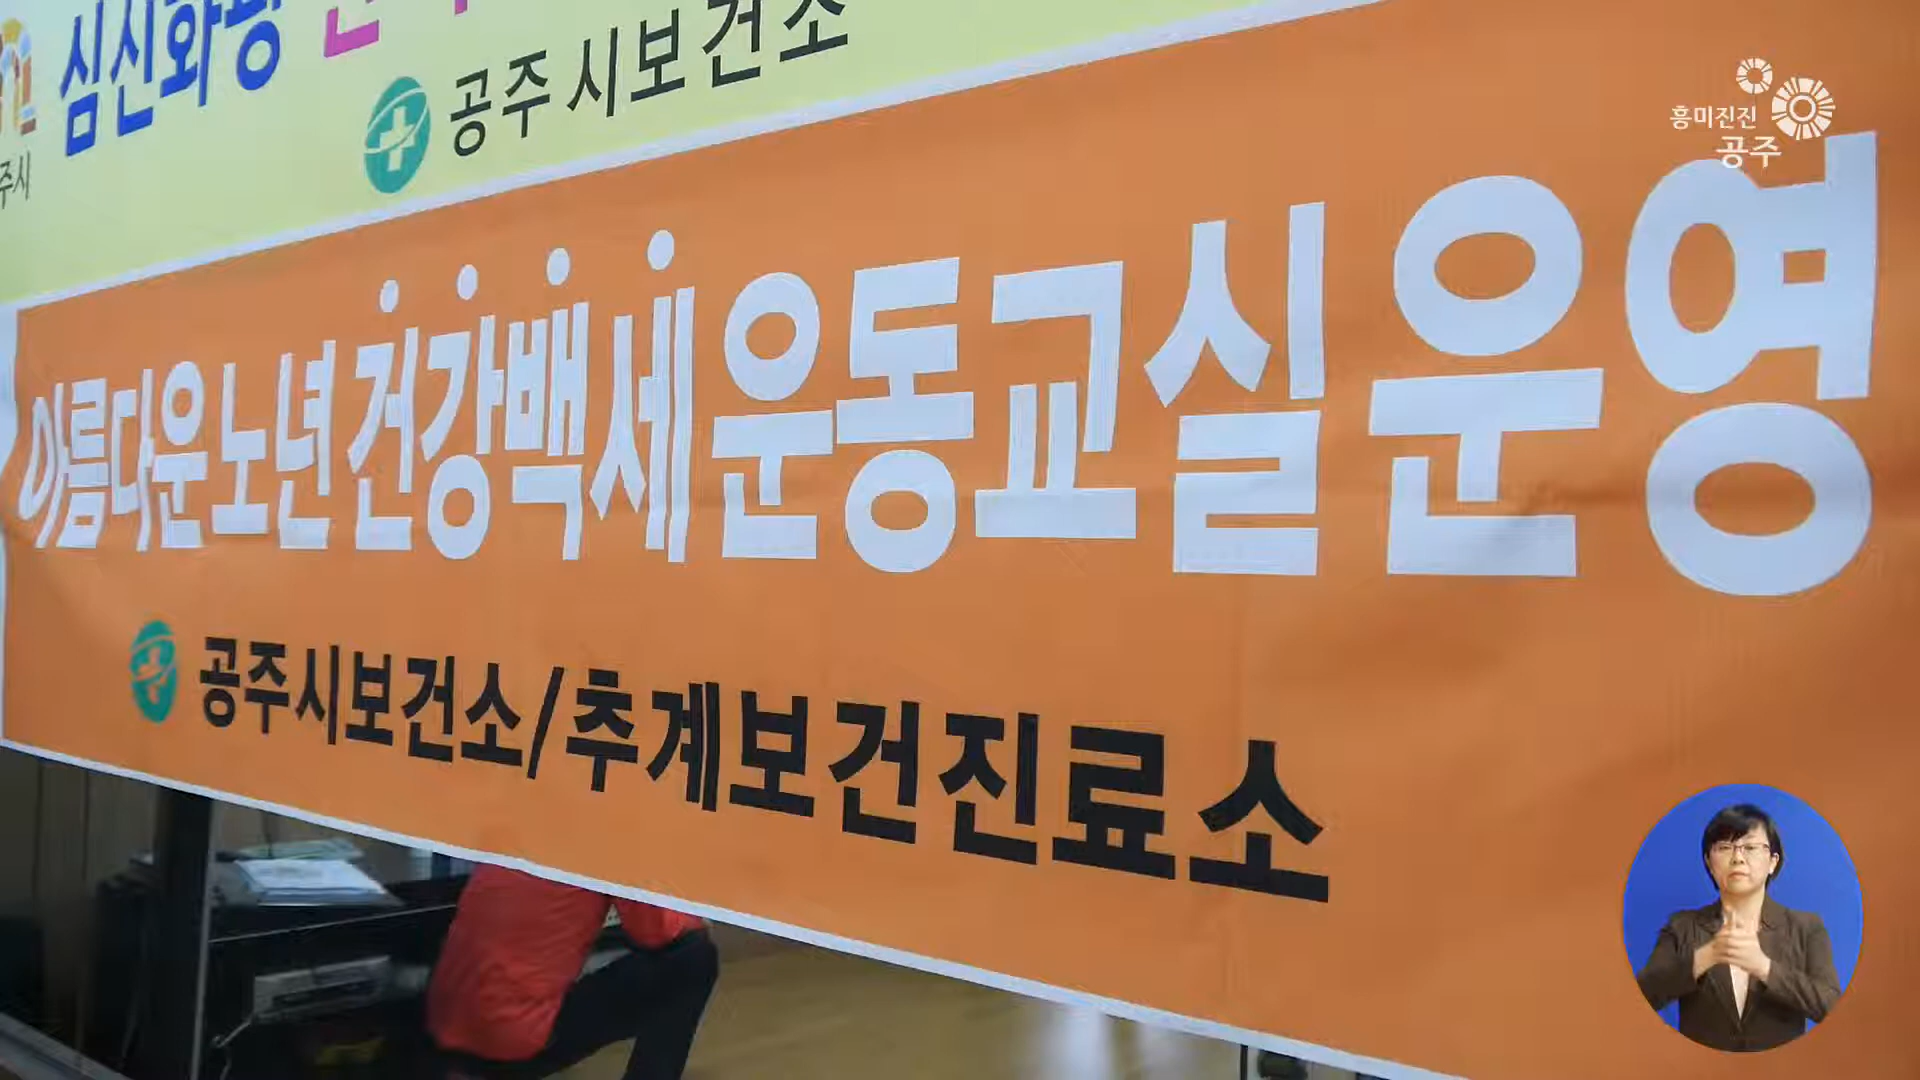 심신화평
공주시보건소
주시
흥미진진
공주
아름다운 노년 건강백세 운동교실 운영
공주시보건소/추계보건진료소